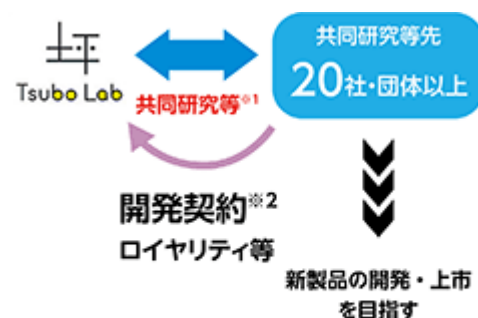 坪
Tsubo Lab
共同研究等※1
共同研究等先
20社・団体以上
開発契約※2
ロイヤリティ等
新製品の開発・上市
を目指す